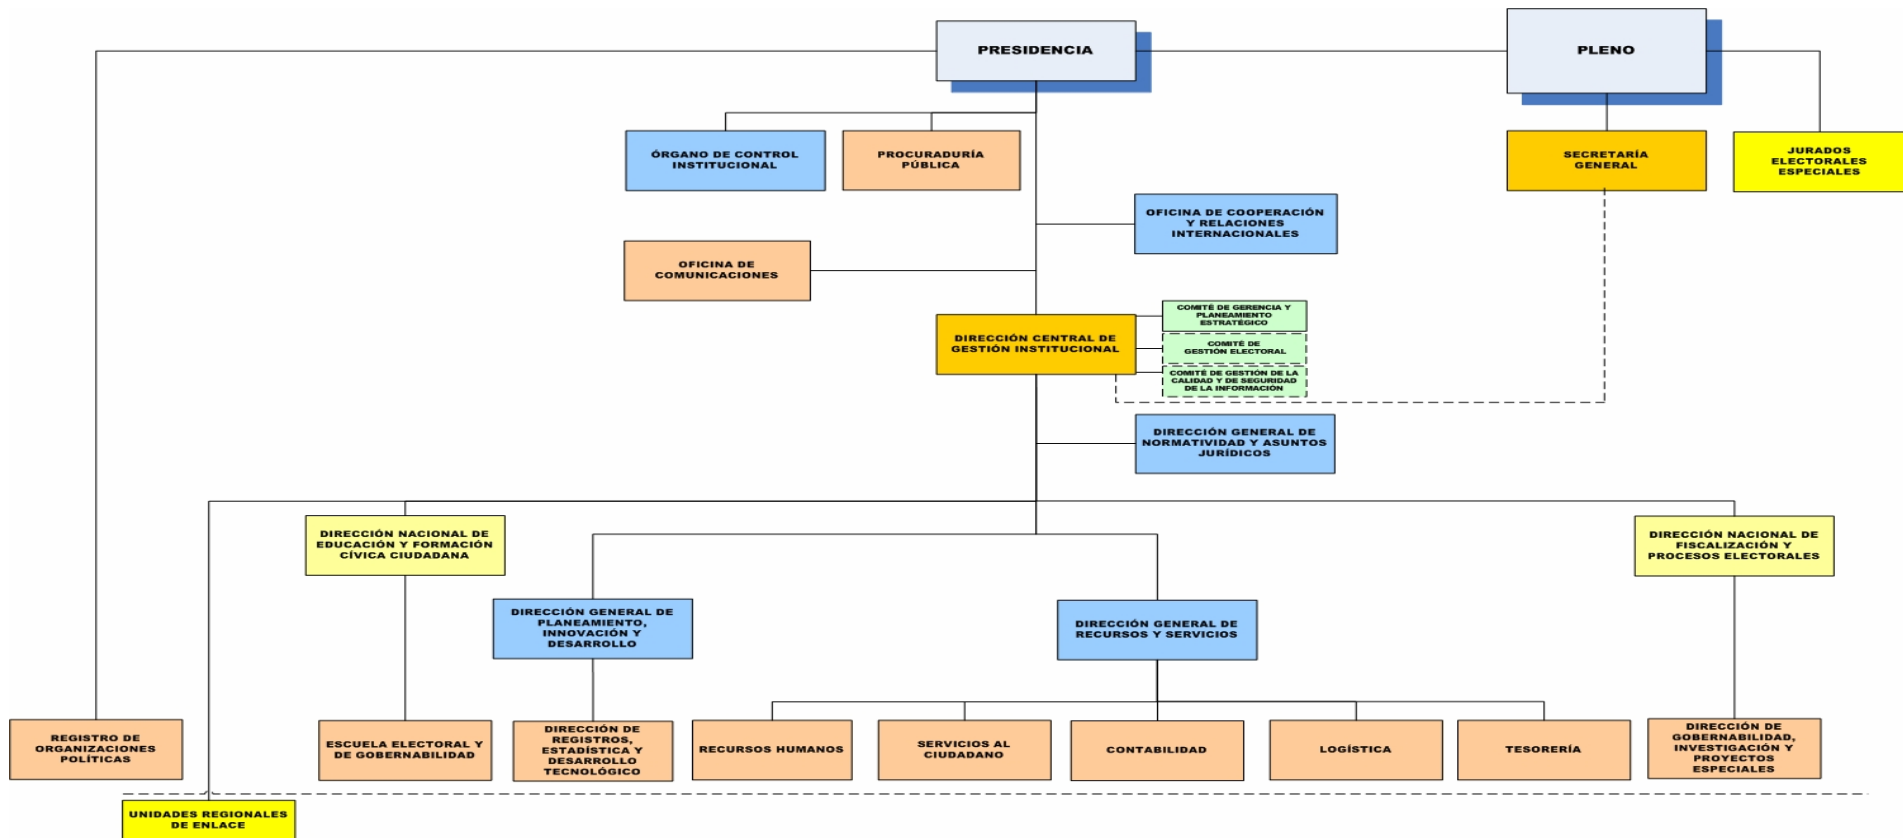 PRESIDENCIA
PLENO
ÓRGANO DE CONTROL
INSTITUCIONAL
PROCURADURÍA
PÚBLICA
SECRETARÍA
GENERAL
JURADOS
ELECTORALES
ESPECIALES
OFICINA DE COOPERACIÓN
Y RELACIONES
INTERNACIONALES
OFICINA DE
COMUNICACIONES
DIRECCIÓN CENTRAL DE
GESTIÓN INSTITUCIONAL
COMITÉ DE GERENCIA Y
PLANEAMIENTO
ESTRATÉGICO
COMITÉ DE
GESTIÓN ELECTORAL
COMITÉ DE GESTIÓN DE LA
CALIDAD Y DE SEGURIDAD
DE LA INFORMACIÓN
DIRECCIÓN GENERAL DE
NORMATIVIDAD Y ASUNTOS
JURÍDICOS
DIRECCIÓN NACIONAL DE
EDUCACIÓN Y FORMACIÓN
CÍVICA CIUDADANA
DIRECCIÓN NACIONAL DE
FISCALIZACIÓN Y
PROCESOS ELECTORALES
DIRECCIÓN GENERAL DE
PLANEAMIENTO,
INNOVACIÓN Y
DESARROLLO
DIRECCIÓN GENERAL DE
RECURSOS Y SERVICIOS
REGISTRO DE
ORGANIZACIONES
POLÍTICAS
ESCUELA ELECTORAL Y
DE GOBERNABILIDAD
DIRECCIÓN DE
REGISTROS,
ESTADÍSTICA Y
DESARROLLO
TECNOLÓGICO
RECURSOS HUMANOS
SERVICIOS AL
CIUDADANO
CONTABILIDAD
LOGÍSTICA
TESORERÍA
DIRECCIÓN DE
GOBERNABILIDAD,
INVESTIGACIÓN Y
PROYECTOS
ESPECIALES
UNIDADES REGIONALES
DE ENLACE